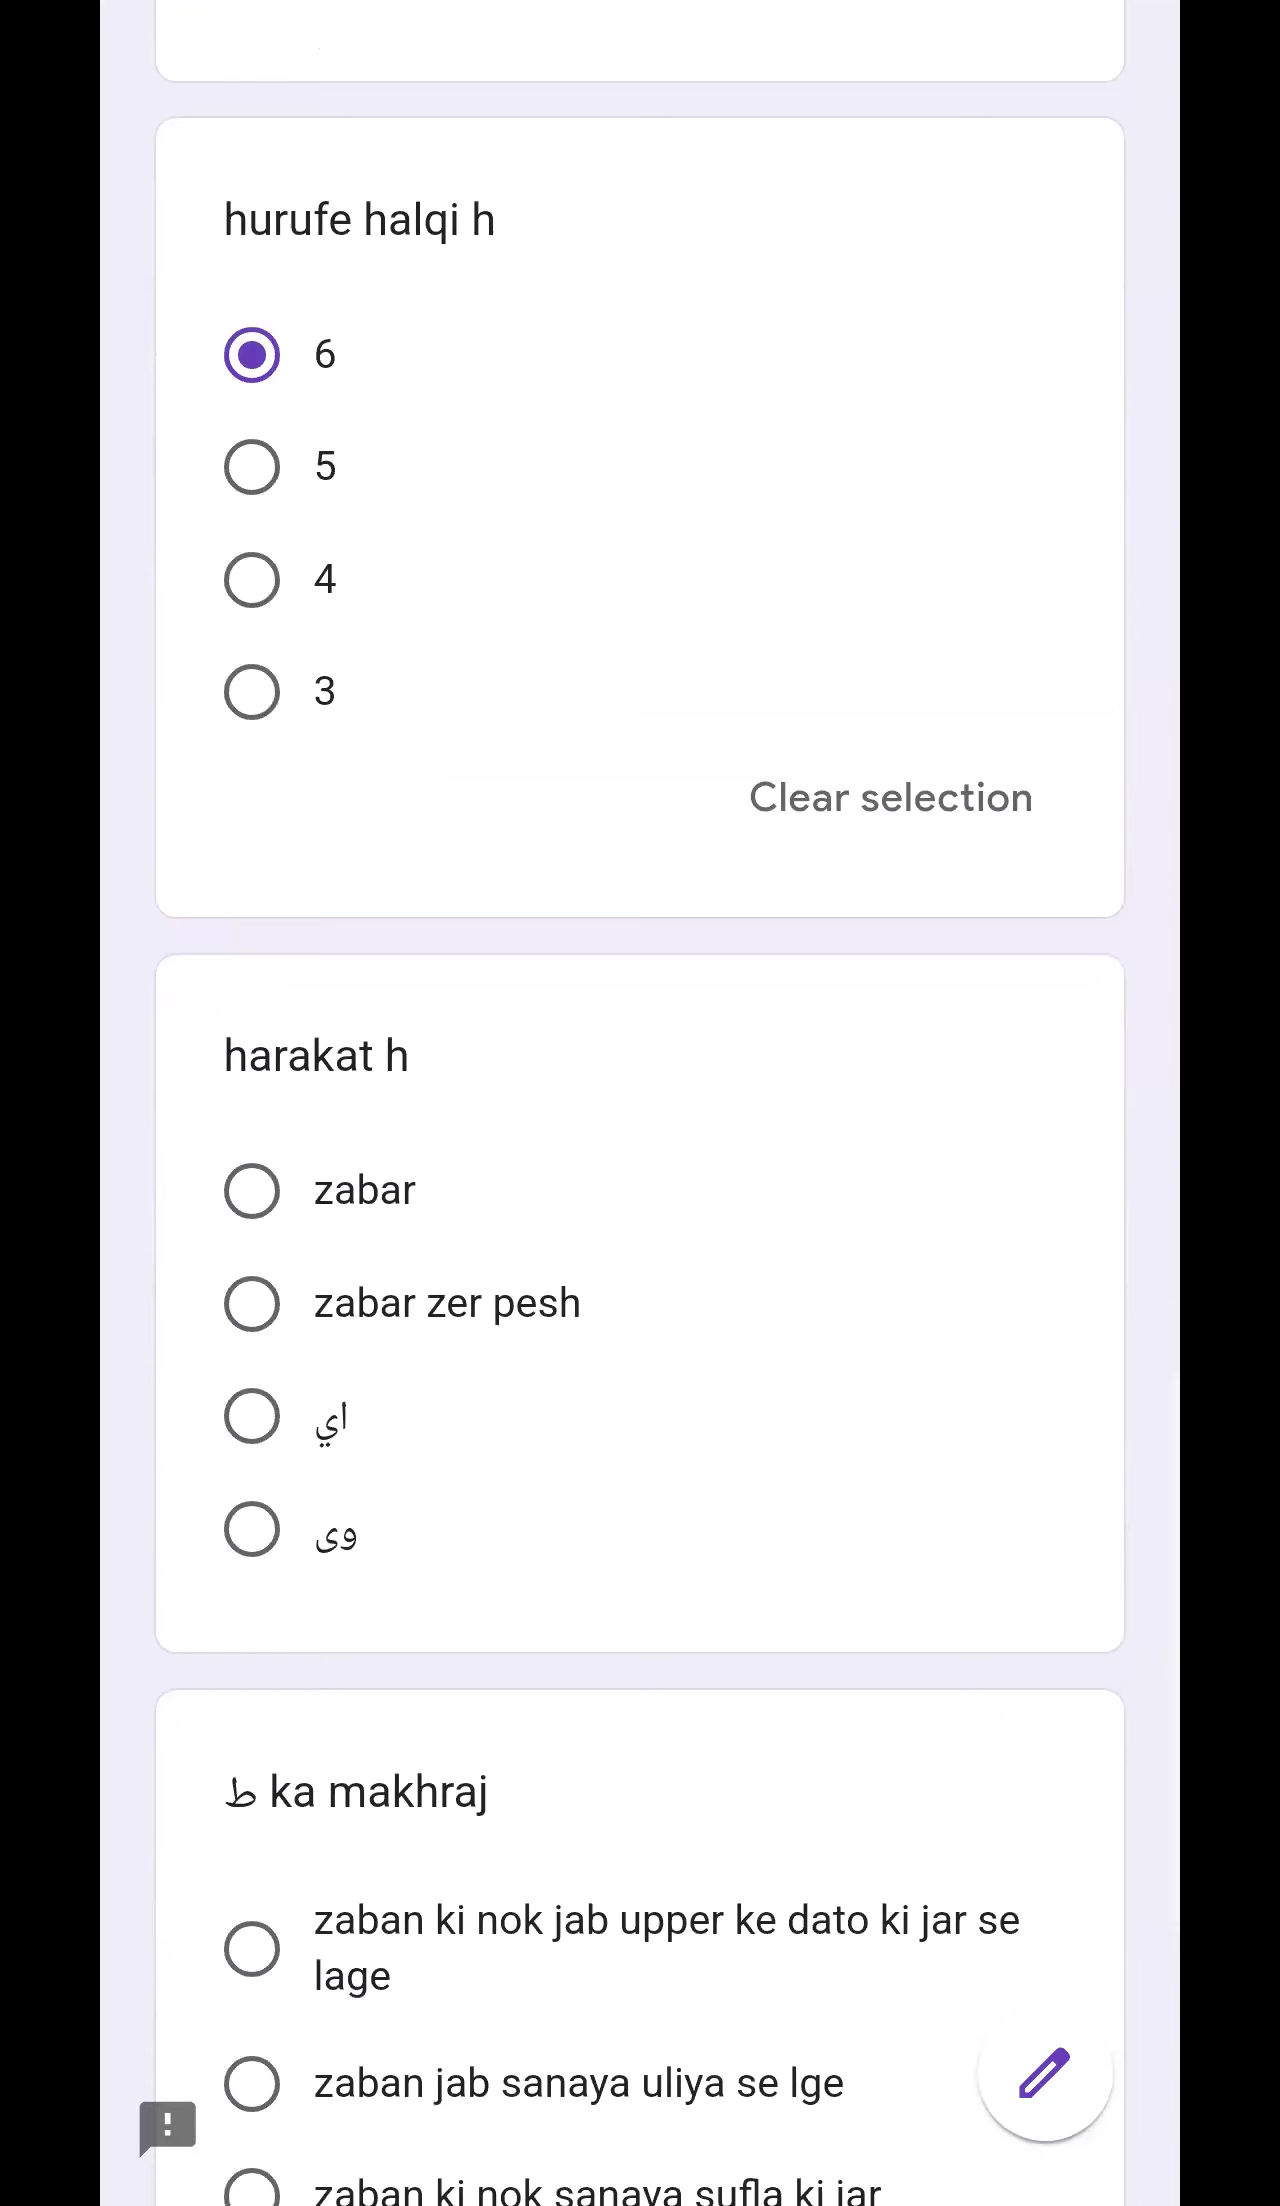 hurufe halqi h
6
5
4
3
Clear selection
harakat h
zabar
zabar zer pesh
اي
وی
ط ka makhraj
zaban ki nok jab upper ke dato ki jar se
lage
zaban jab sanaya uliya se lge
zaban ki nok sanaya sufla ki jar